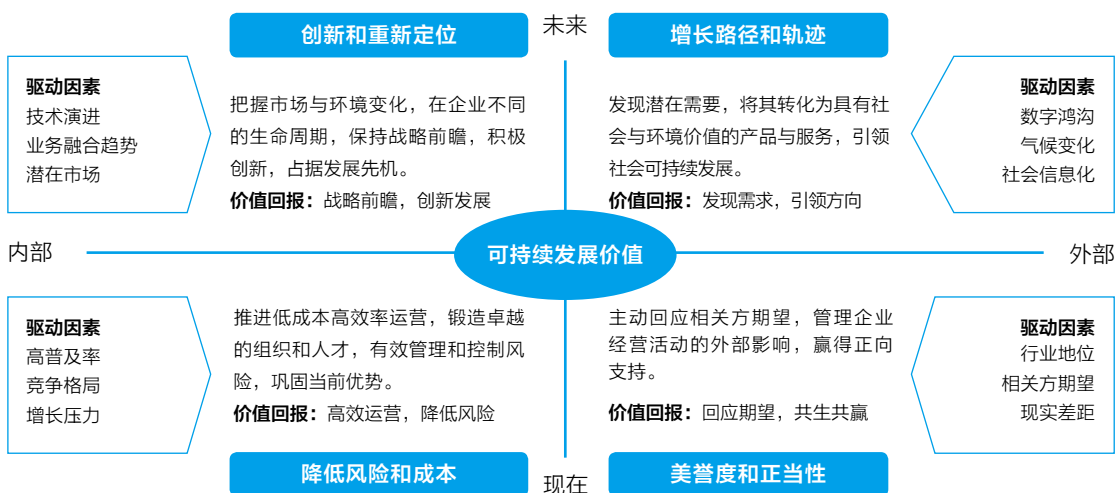 创新和重新定位
未来
增长路径和轨迹
驱动因素
技术演进
业务融合趋势
潜在市场
把握市场与环境变化，在企业不同
的生命周期，保持战略前瞻，积极
创新，占据发展先机。
价值回报：战略前瞻，创新发展
发现潜在需要，将其转化为具有社
会与环境价值的产品与服务，引领
社会可持续发展。
价值回报：发现需求，引领方向
驱动因素
数字鸿沟
气候变化
社会信息化
内部
可持续发展价值
外部
驱动因素
高普及率
竞争格局
增长压力
推进低成本高效率运营，锻造卓越
的组织和人才，有效管理和控制风
险，巩固当前优势。
价值回报：高效运营，降低风险
主动回应相关方期望，管理企业
经营活动的外部影响，赢得正向
支持。
价值回报：回应期望，共生共赢
驱动因素
行业地位
相关方期望
现实差距
降低风险和成本
现在
美誉度和正当性